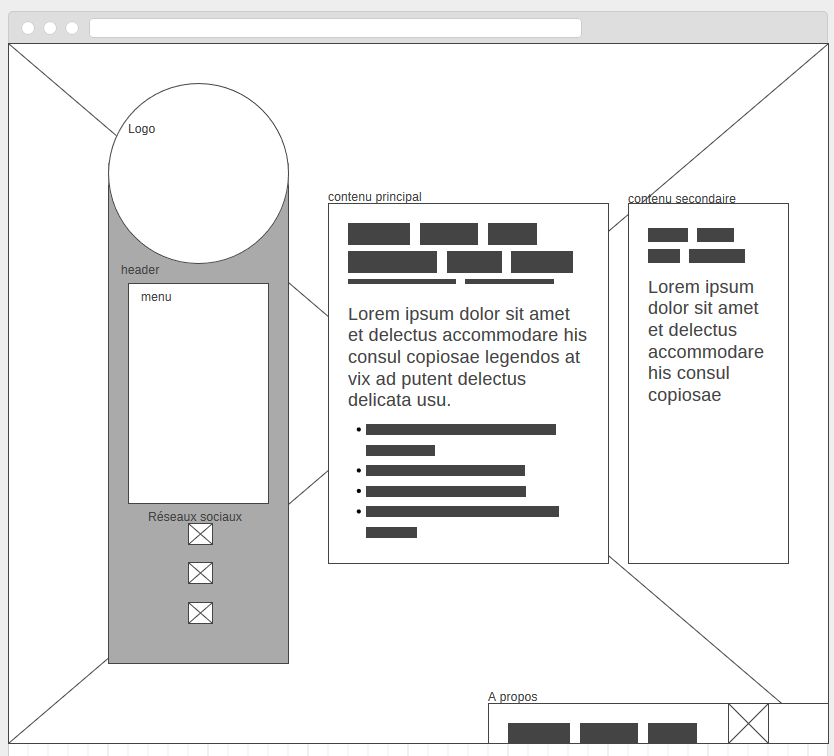 Logo
header
menu
Réseaux sociaux
contenu principal
Lorem ipsum dolor sit amet
et delectus accommodare his
consul copiosae legendos at
vix ad putent delectus
delicata usu.
contenu secondaire
Lorem ipsum
dolor sit amet
et delectus
accommodare
his consul
copiosae
A propos